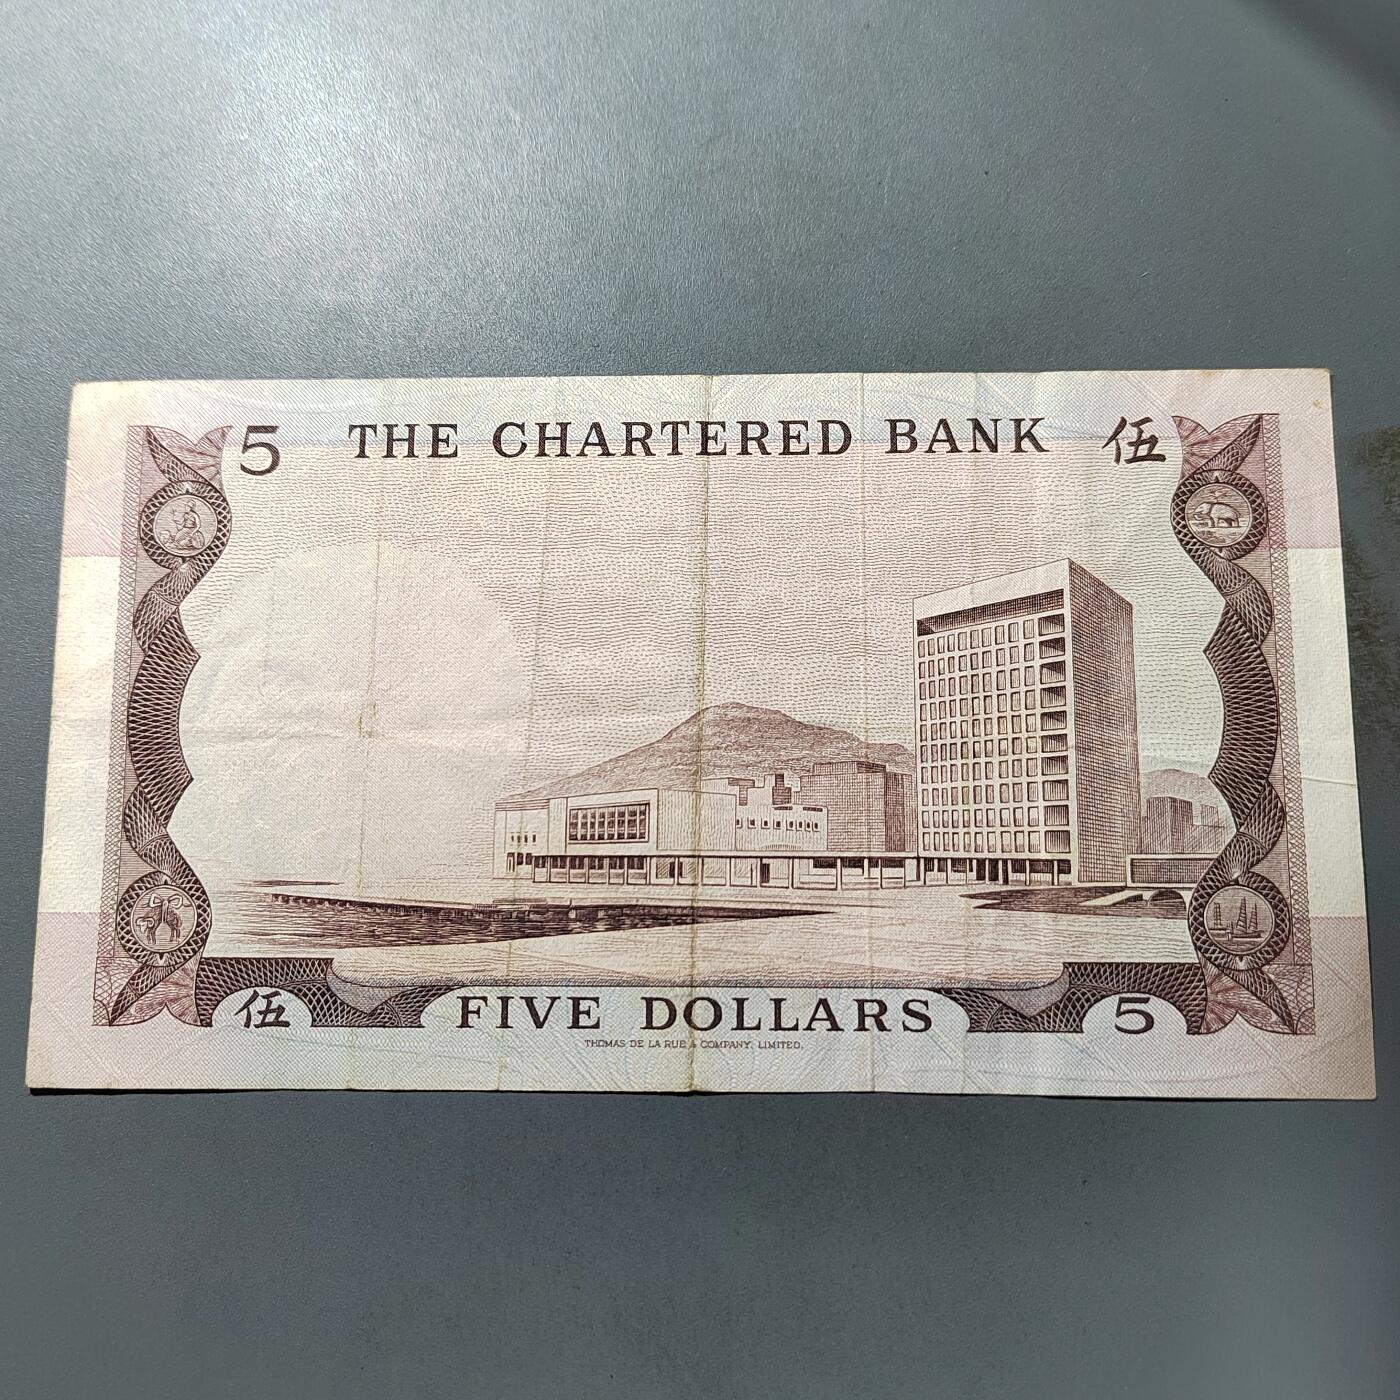 5 THE CHARTERED BANK 伍
伍 FIVE DOLLARS 5
THOMAS DE LA RUE & COMPANY, LIMITED.